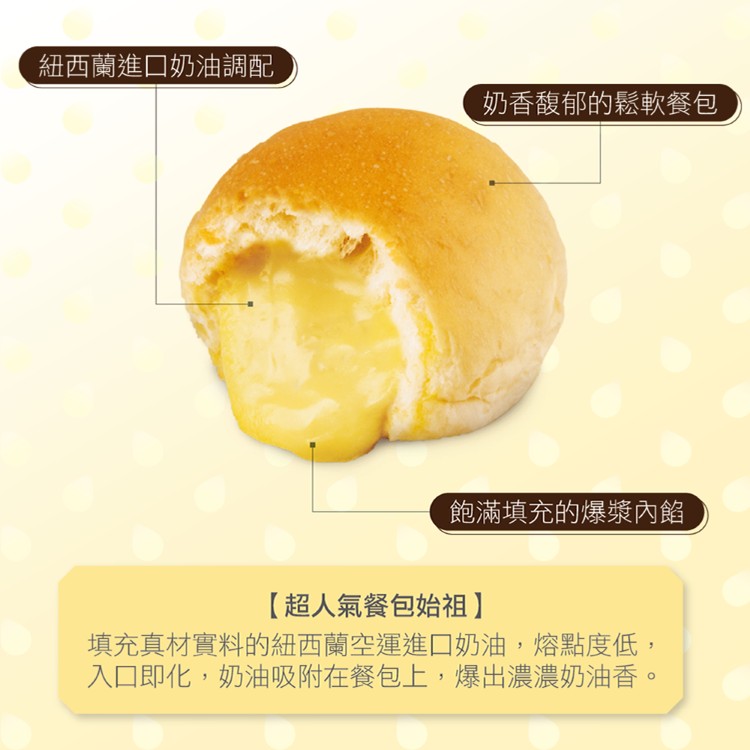 紐西蘭進口奶油調配
奶香馥郁的鬆軟餐包
飽滿填充的爆漿內餡
【超人氣餐包始祖】
填充真材實料的紐西蘭空運進口奶油，熔點度低，
入口即化，奶油吸附在餐包上，爆出濃濃奶油香。